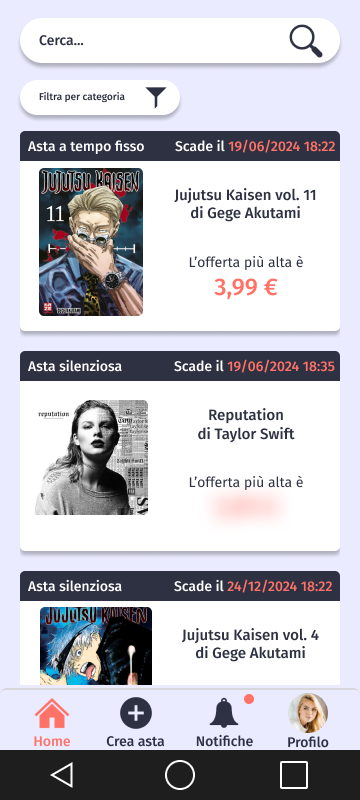 Cerca...
Filtra per categoria
Asta a tempo fisso Scade il 19/06/2024 18:22
JUJUTSU KAISEN
11
Jujutsu Kaisen vol. 11
di Gege Akutami
L'offerta più alta è
3,99 €
Asta silenziosa Scade il 19/06/2024 18:35
reputation
Reputation
di Taylor Swift
L'offerta più alta è
Asta silenziosa Scade il 24/12/2024 18:22
JUJUTSU KAISEN
Jujutsu Kaisen vol. 4
di Gege Akutami
Home Crea asta Notifiche Profilo